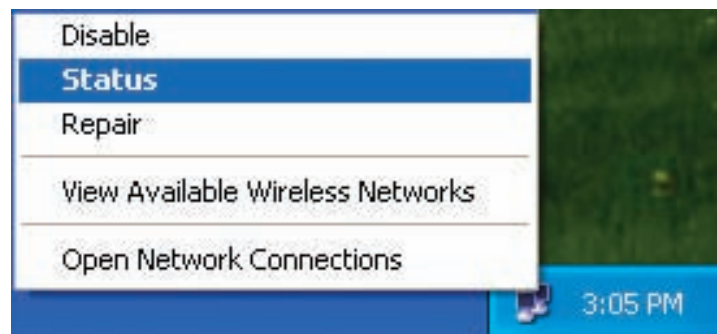 Disable
Status
Repair
View Available Wireless Networks
Open Network Connections
3:05 PM